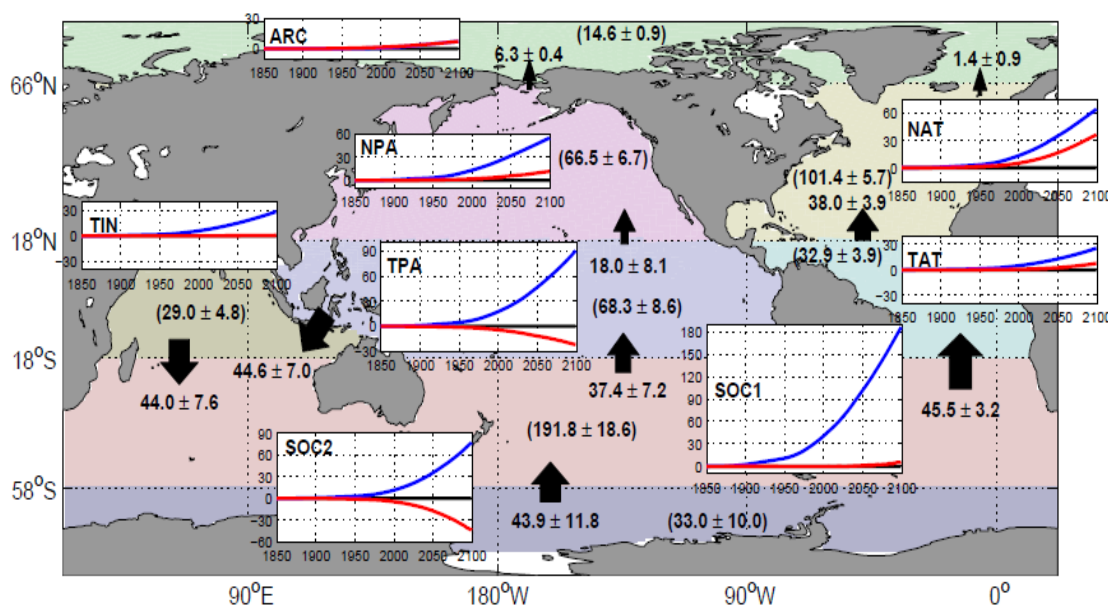 30
ARC
0
1850 1900 1950 2000 2050 2100
(14.6 ± 0.9)
6.3 ± 0.4
1.4 ± 0.9
66°N
60
NPA
30
0
1850 1900 1950 2000 2050 2100
(66.5 ± 6.7)
60
NAT
30
0
1850 1900 1950 2000 2050 2100
(101.4 ± 5.7)
38.0 ± 3.9
30
TIN
0
−30
1850 1900 1950 2000 2050 2100
18°N
(29.0 ± 4.8)
90
TPA
60
30
0
−30
1850 1900 1950 2000 2050 2100
18.0 ± 8.1
(68.3 ± 8.6)
(32.9 ± 3.9)
30
TAT
0
−30
1850 1900 1950 2000 2050 2100
18°S
44.6 ± 7.0
44.0 ± 7.6
37.4 ± 7.2
180
150
120
SOC1
90
60
30
0
1850 1900 1950 2000 2050 2100
45.5 ± 3.2
(191.8 ± 18.6)
90
SOC2
60
30
0
−30
−60
1850 1900 1950 2000 2050 2100
58°S
43.9 ± 11.8
(33.0 ± 10.0)
90°E 180°W 90°W 0°